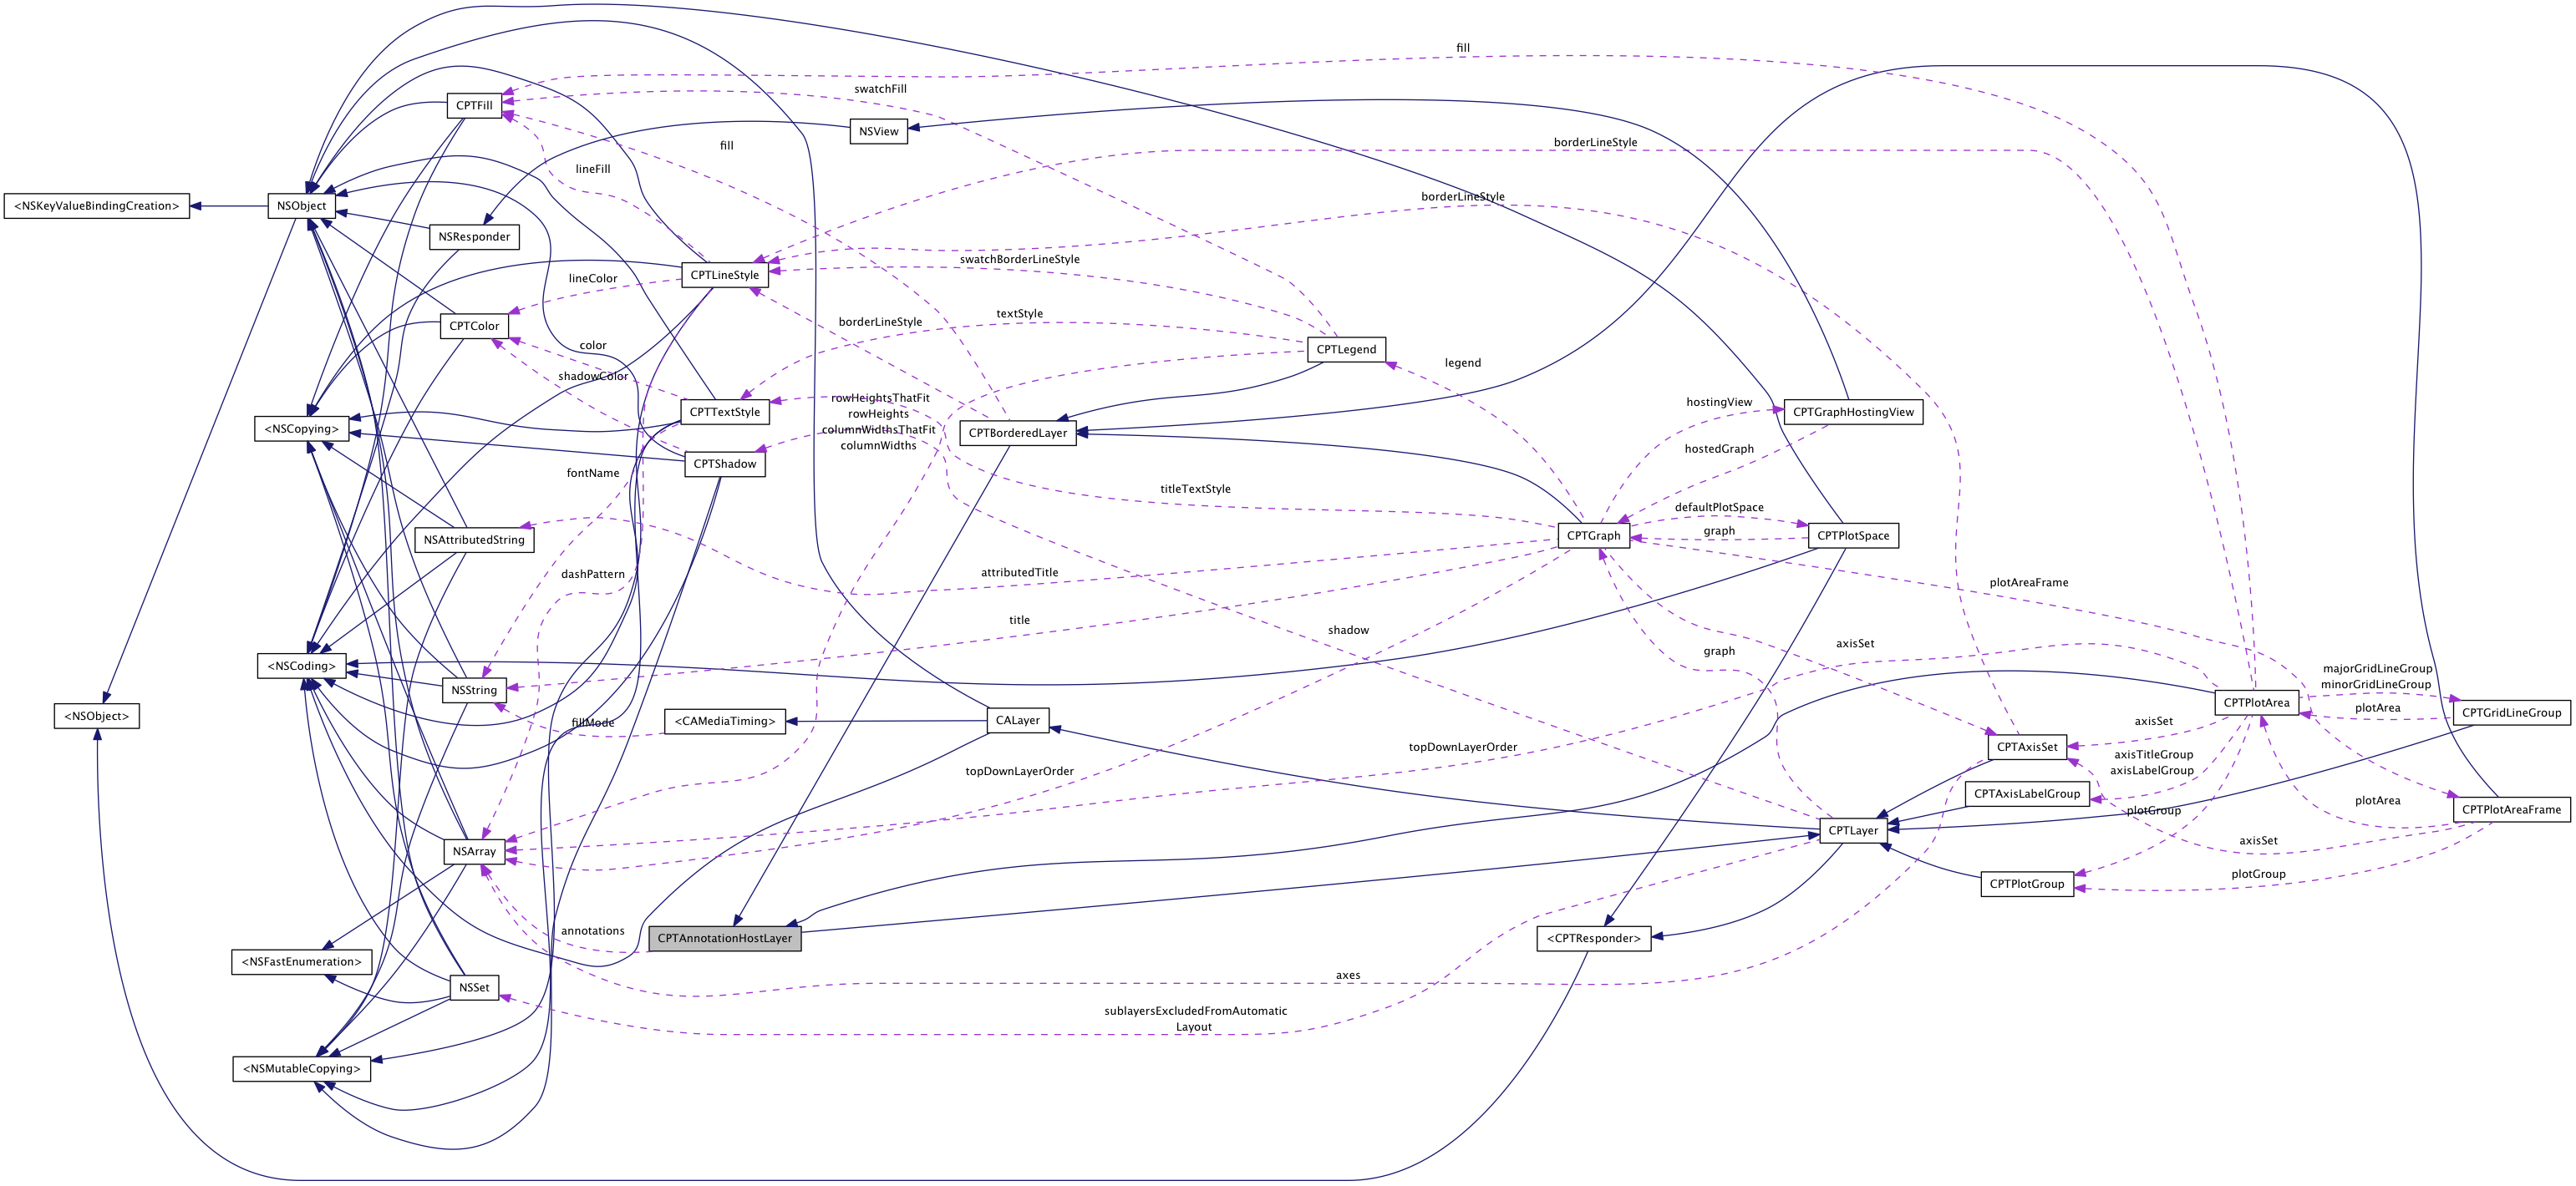 fill
swatchFill
CPTFill
NSView
fill
borderLineStyle
lineFill
borderLineStyle
<NSKeyValueBindingCreation>
NSObject
NSResponder
swatchBorderLineStyle
CPTLineStyle
lineColor
textStyle
CPTColor
borderLineStyle
color
CPTLegend
legend
shadowColor
rowHeightsThatFit
rowHeights
columnWidthsThatFit
columnWidths
hostingView
CPTGraphHostingView
CPTTextStyle
<NSCopying>
CPTBorderedLayer
hostedGraph
CPTShadow
fontName
titleTextStyle
defaultPlotSpace
graph
CPTGraph
CPTPlotSpace
NSAttributedString
dashPattern
attributedTitle
plotAreaFrame
title
shadow
graph
axisSet
<NSCoding>
majorGridLineGroup
minorGridLineGroup
NSString
CPTPlotArea
plotArea
CPTGridLineGroup
<NSObject>
fillMode
<CAMediaTiming>
CALayer
axisSet
topDownLayerOrder
CPTAxisSet
axisTitleGroup
axisLabelGroup
topDownLayerOrder
CPTAxisLabelGroup
plotGroup
plotArea
CPTPlotAreaFrame
CPTLayer
axisSet
NSArray
plotGroup
CPTPlotGroup
annotations
CPTAnnotationHostLayer
<CPTResponder>
<NSFastEnumeration>
axes
NSSet
sublayersExcludedFromAutomatic
Layout
<NSMutableCopying>